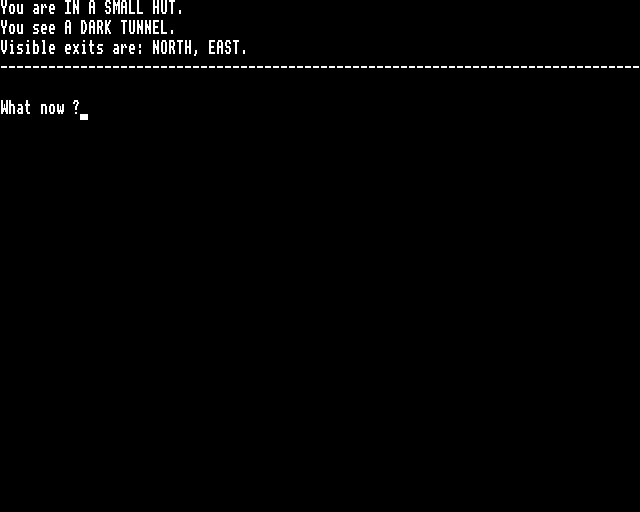 You are IN A SMALL HUT.
You see A DARK TUNNEL.
Visible exits are: NORTH, EAST.
--------------------------------------------------------------------------------
What now ?